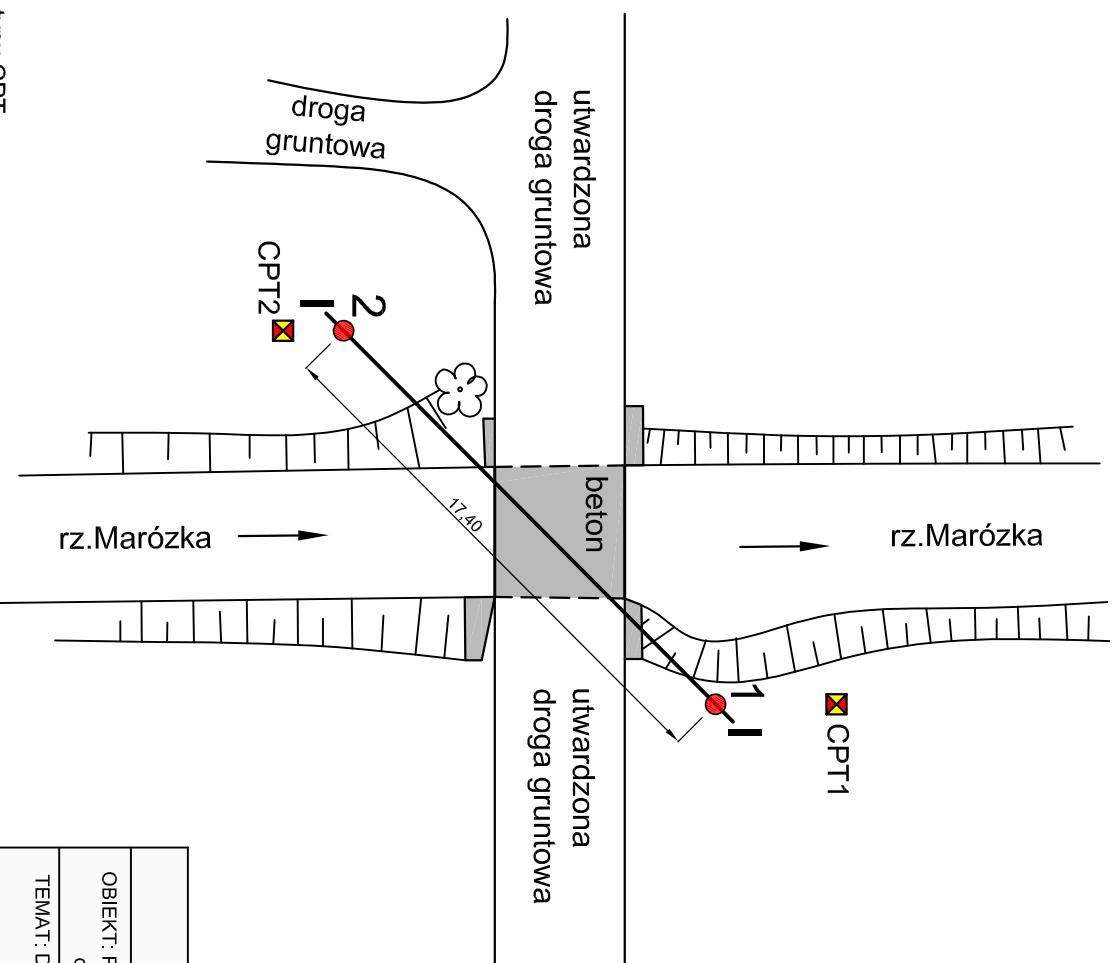 utwardzona
droga gruntowa
droga
gruntowa
CPT2
I
2
beton
17,40
rz.Marózka
rz.Marózka
1
I
CPT1
utwardzona
droga gruntowa
OBIEKT:
TEMAT: